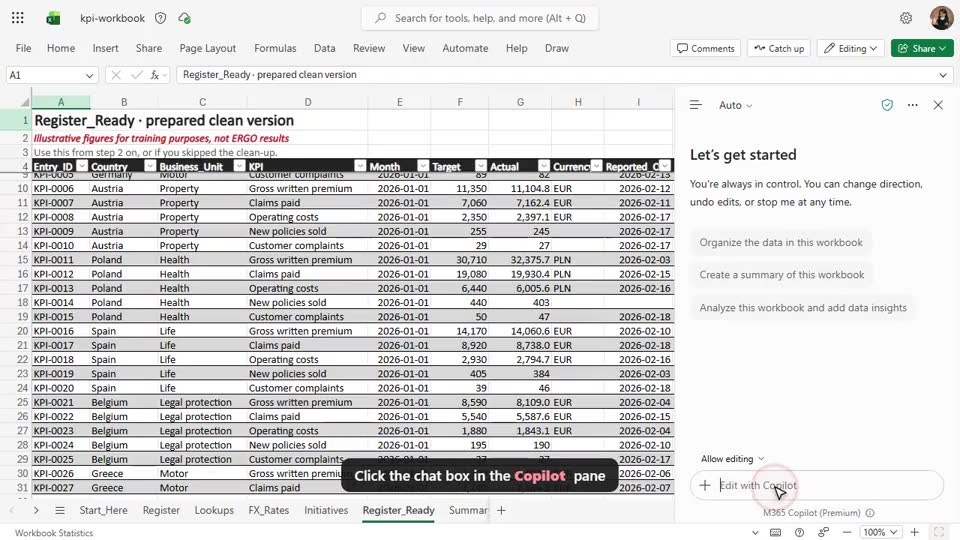 kpi-workbook
Search for tools, help, and more (Alt + Q)
File Home Insert Share Page Layout Formulas Data Review View Automate Help Draw
Comments Catch up Editing Share
A1 fx Register_Ready · prepared clean version
A B C D E F G H I
1 Register_Ready · prepared clean version
2 Illustrative figures for training purposes, not ERGO results
3 Use this from step 2 on, or if you skipped the clean-up.
4 Entry_ID Country Business_Unit KPI Month Target Actual Currenc Reported_
9 KPI-0005 Germany Motor Customer complaints 2026-01-01 89 82 2026-02-13
10 KPI-0006 Austria Property Gross written premium 2026-01-01 11,350 11,104.8 EUR 2026-02-12
11 KPI-0007 Austria Property Claims paid 2026-01-01 7,060 7,162.4 EUR 2026-02-11
12 KPI-0008 Austria Property Operating costs 2026-01-01 2,350 2,397.1 EUR 2026-02-17
13 KPI-0009 Austria Property New policies sold 2026-01-01 255 245 2026-02-17
14 KPI-0010 Austria Property Customer complaints 2026-01-01 29 27 2026-02-17
15 KPI-0011 Poland Health Gross written premium 2026-01-01 30,710 32,375.7 PLN 2026-02-03
16 KPI-0012 Poland Health Claims paid 2026-01-01 19,080 19,930.4 PLN 2026-02-15
17 KPI-0013 Poland Health Operating costs 2026-01-01 6,440 6,005.6 PLN 2026-02-16
18 KPI-0014 Poland Health New policies sold 2026-01-01 440 403
19 KPI-0015 Poland Health Customer complaints 2026-01-01 50 47 2026-02-18
20 KPI-0016 Spain Life Gross written premium 2026-01-01 14,170 14,060.6 EUR 2026-02-10
21 KPI-0017 Spain Life Claims paid 2026-01-01 8,920 8,738.0 EUR 2026-02-18
22 KPI-0018 Spain Life Operating costs 2026-01-01 2,930 2,794.7 EUR 2026-02-16
23 KPI-0019 Spain Life New policies sold 2026-01-01 405 384 2026-02-03
24 KPI-0020 Spain Life Customer complaints 2026-01-01 39 46 2026-02-18
25 KPI-0021 Belgium Legal protection Gross written premium 2026-01-01 8,590 8,109.0 EUR 2026-02-04
26 KPI-0022 Belgium Legal protection Claims paid 2026-01-01 5,540 5,587.6 EUR 2026-02-15
27 KPI-0023 Belgium Legal protection Operating costs 2026-01-01 1,880 1,843.1 EUR 2026-02-04
28 KPI-0024 Belgium Legal protection New policies sold 2026-01-01 195 190 2026-02-10
29 KPI-0025 Belgium Legal protection Customer complaints 2026-01-01
30 KPI-0026 Greece Motor Gross written
31 KPI-0027 Greece Motor Claims paid
Click the chat box in the Copilot pane
Start_Here Register Lookups FX_Rates Initiatives Register_Ready Summar
Workbook Statistics
100%
Auto
Let's get started
You're always in control. You can change direction,
undo edits, or stop me at any time.
Organize the data in this workbook
Create a summary of this workbook
Analyze this workbook and add data insights
Allow editing
Edit with Copilot
M365 Copilot (Premium)